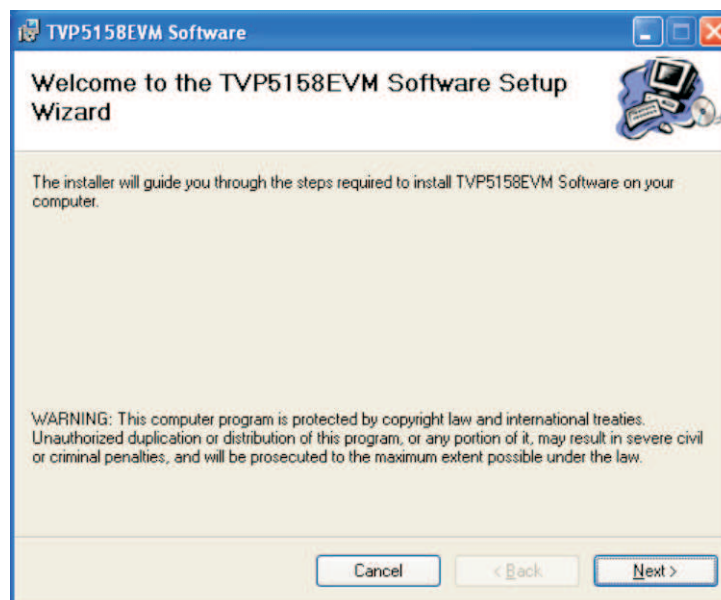 TVP5158EVM Software
Welcome to the TVP5158EVM Software Setup
Wizard
The installer will guide you through the steps required to install TVP5158EVM Software on your
computer.
WARNING: This computer program is protected by copyright law and international treaties.
Unauthorized duplication or distribution of this program, or any portion of it, may result in severe civil
or criminal penalties, and will be prosecuted to the maximum extent possible under the law.
Cancel
< Back
Next >